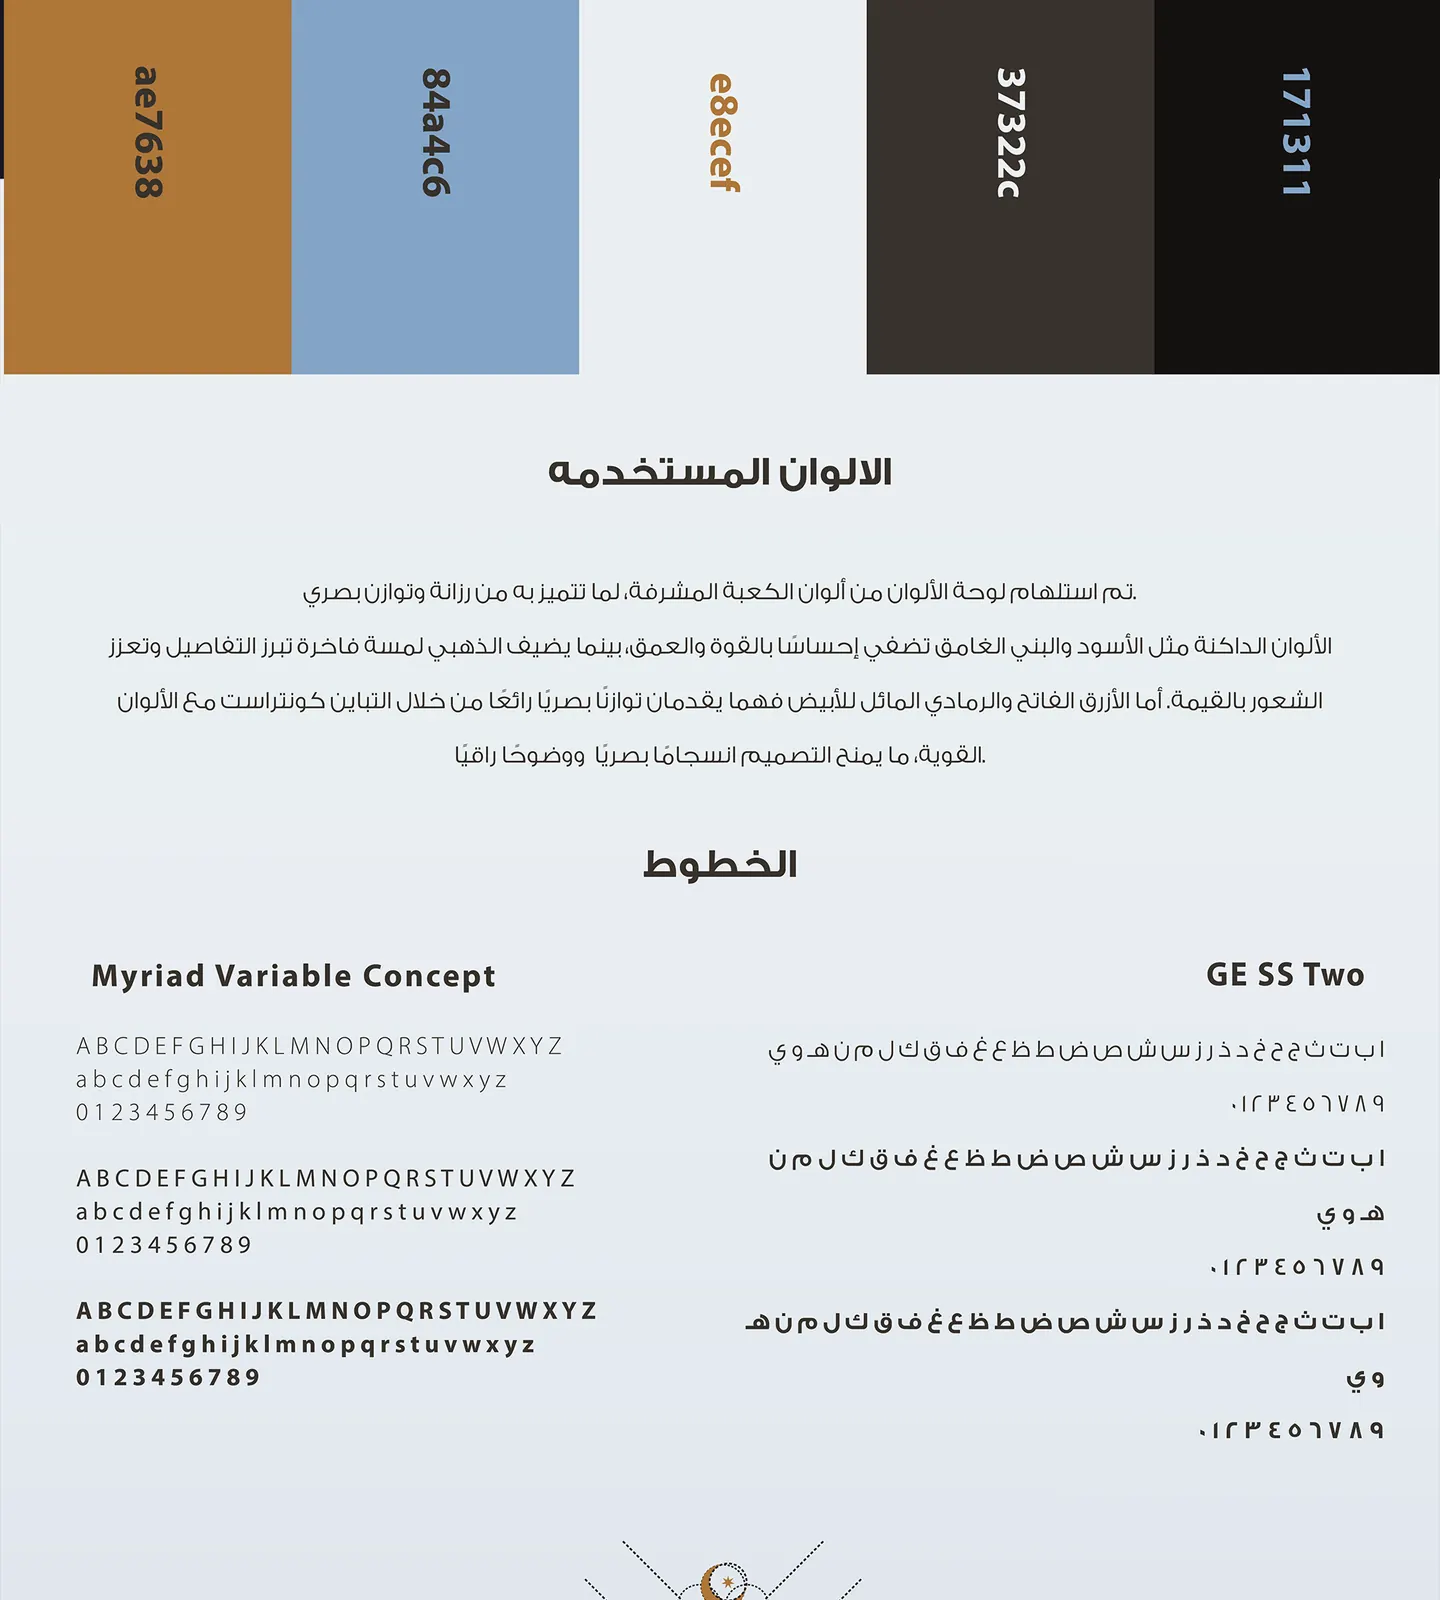 ae7638
84a4c6
e8ecef
37322c
171311
الالوان المستخدمه
.تم استلهام لوحة الألوان من ألوان الكعبة المشرفة، لما تتميز به من رزانة وتوازن بصري
الألوان الداكنة مثل الأسود والبني الغامق تضفي إحساسًا بالقوة والعمق، بينما يضيف الذهبي لمسة فاخرة تبرز التفاصيل وتعزز
الشعور بالقيمة. أما الأزرق الفاتح والرمادي المائل للأبيض فهما يقدمان توازنًا بصريًا رائعًا من خلال التباين كونتراست مع الألوان
.القوية، ما يمنح التصميم انسجامًا بصريًا ووضوحًا راقيًا
الخطوط
Myriad Variable Concept
ABCDEFGHIJKLMNOPQRSTUVWXYZ
abcdefghijklmnopqrstuvwxyz
0123456789
ABCDEFGHIJKLMNOPQRSTUVWXYZ
abcdefghijklmnopqrstuvwxyz
0123456789
ABCDEFGHIJKLMNOPQRSTUVWXYZ
abcdefghijklmnopqrstuvwxyz
0123456789
GE SS Two
ا ب ت ث ج ح خ د ذ ر ز س ش ص ض ط ظ ع غ ف ق ك ل م ن هـ و ي
٠١٢٣٤٥٦٧٨٩
ا ب ت ث ج ح خ د ذ ر ز س ش ص ض ط ظ ع غ ف ق ك ل م ن
هـ و ي
٠١٢٣٤٥٦٧٨٩
ا ب ت ث ج ح خ د ذ ر ز س ش ص ض ط ظ ع غ ف ق ك ل م ن هـ
و ي
٠١٢٣٤٥٦٧٨٩